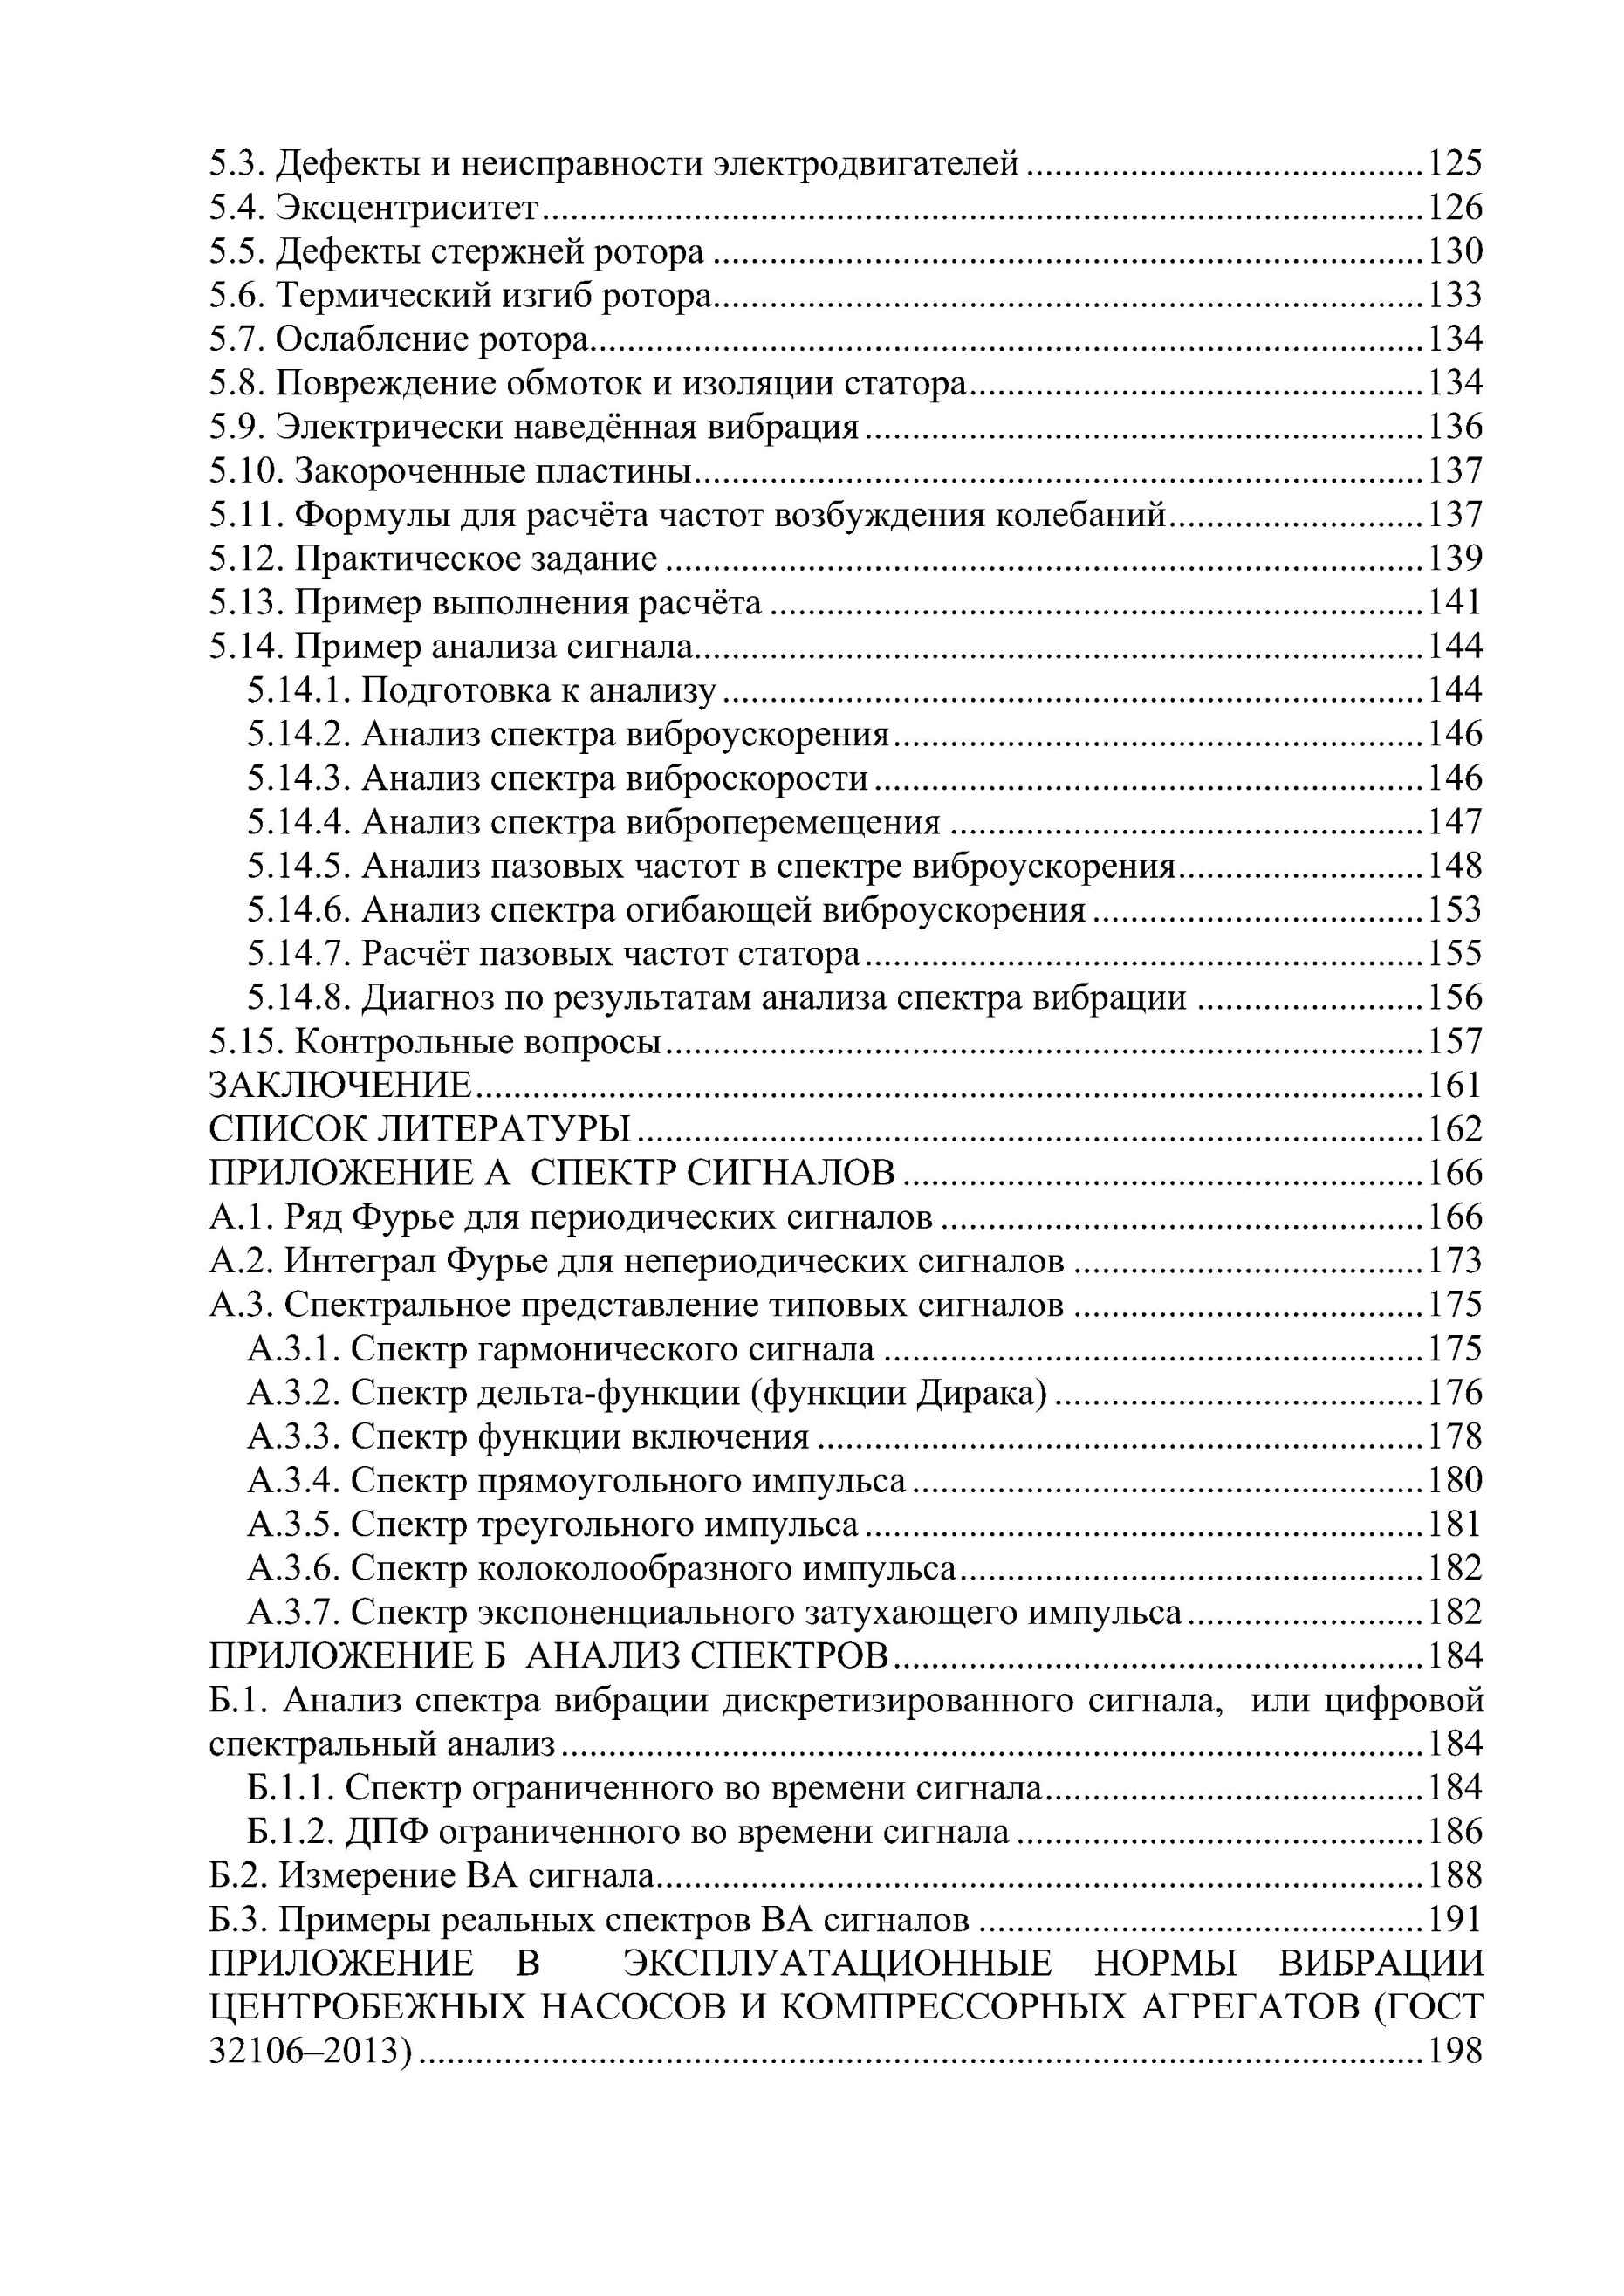 5.3. Дефекты и неисправности электродвигателей ........ 125
5.4. Эксцентриситет ........ 126
5.5. Дефекты стержней ротора ........ 130
5.6. Термический изгиб ротора ........ 133
5.7. Ослабление ротора ........ 134
5.8. Повреждение обмоток и изоляции статора ........ 134
5.9. Электрически наведённая вибрация ........ 136
5.10. Закороченные пластины ........ 137
5.11. Формулы для расчёта частот возбуждения колебаний ........ 137
5.12. Практическое задание ........ 139
5.13. Пример выполнения расчёта ........ 141
5.14. Пример анализа сигнала ........ 144
5.14.1. Подготовка к анализу ........ 144
5.14.2. Анализ спектра виброускорения ........ 146
5.14.3. Анализ спектра виброскорости ........ 146
5.14.4. Анализ спектра виброперемещения ........ 147
5.14.5. Анализ пазовых частот в спектре виброускорения ........ 148
5.14.6. Анализ спектра огибающей виброускорения ........ 153
5.14.7. Расчёт пазовых частот статора ........ 155
5.14.8. Диагноз по результатам анализа спектра вибрации ........ 156
5.15. Контрольные вопросы ........ 157
ЗАКЛЮЧЕНИЕ ........ 161
СПИСОК ЛИТЕРАТУРЫ ........ 162
ПРИЛОЖЕНИЕ А СПЕКТР СИГНАЛОВ ........ 166
А.1. Ряд Фурье для периодических сигналов ........ 166
А.2. Интеграл Фурье для непериодических сигналов ........ 173
А.3. Спектральное представление типовых сигналов ........ 175
А.3.1. Спектр гармонического сигнала ........ 175
А.3.2. Спектр дельта-функции (функции Дирака) ........ 176
А.3.3. Спектр функции включения ........ 178
А.3.4. Спектр прямоугольного импульса ........ 180
А.3.5. Спектр треугольного импульса ........ 181
А.3.6. Спектр колоколообразного импульса ........ 182
А.3.7. Спектр экспоненциального затухающего импульса ........ 182
ПРИЛОЖЕНИЕ Б АНАЛИЗ СПЕКТРОВ ........ 184
Б.1. Анализ спектра вибрации дискретизированного сигнала, или цифровой
спектральный анализ ........ 184
Б.1.1. Спектр ограниченного во времени сигнала ........ 184
Б.1.2. ДПФ ограниченного во времени сигнала ........ 186
Б.2. Измерение ВА сигнала ........ 188
Б.3. Примеры реальных спектров ВА сигналов ........ 191
ПРИЛОЖЕНИЕ В ЭКСПЛУАТАЦИОННЫЕ НОРМЫ ВИБРАЦИИ
ЦЕНТРОБЕЖНЫХ НАСОСОВ И КОМПРЕССОРНЫХ АГРЕГАТОВ (ГОСТ
32106–2013) ........ 198